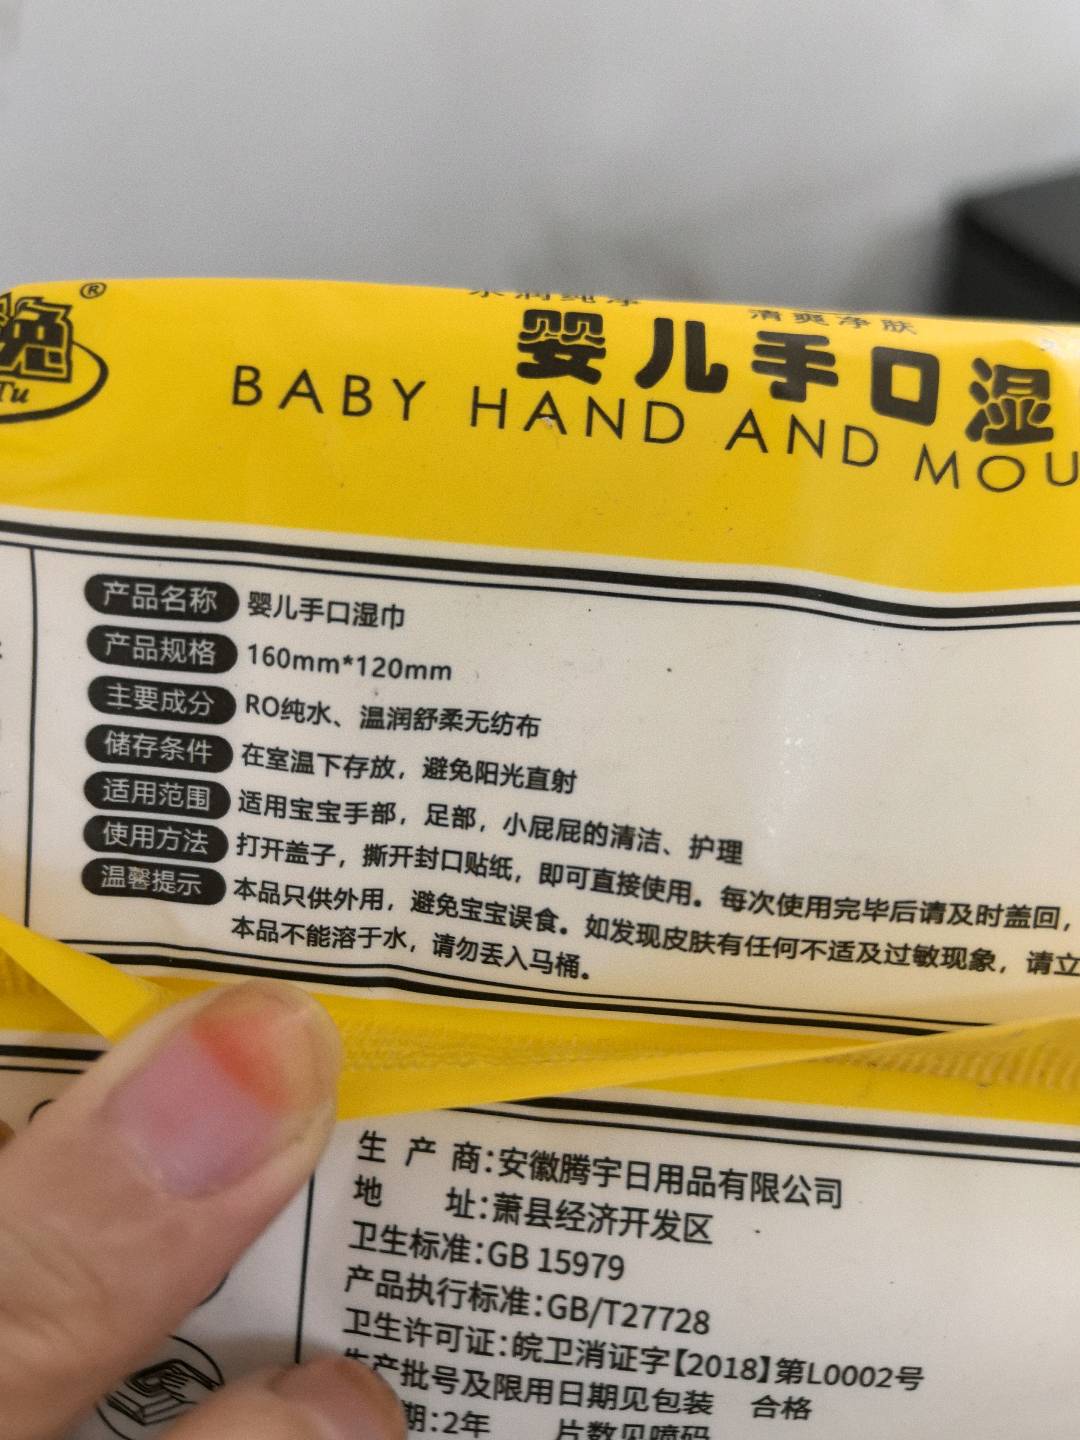 兔®
Tu
清爽净肤
婴儿手口湿
BABY HAND AND MOU
产品名称 婴儿手口湿巾
产品规格 160mm*120mm
主要成分 RO纯水、温润舒柔无纺布
储存条件 在室温下存放，避免阳光直射
适用范围 适用宝宝手部，足部，小屁屁的清洁、护理
使用方法 打开盖子，撕开封口贴纸，即可直接使用。每次使用完毕后请及时盖回，
温馨提示 本品只供外用，避免宝宝误食。如发现皮肤有任何不适及过敏现象，请立
本品不能溶于水，请勿丢入马桶。
生产商：安徽腾宇日用品有限公司
地址：萧县经济开发区
卫生标准：GB 15979
产品执行标准：GB/T27728
卫生许可证：皖卫消证字【2018】第L0002号
生产批号及限用日期见包装 合格
期：2年 片数见喷码